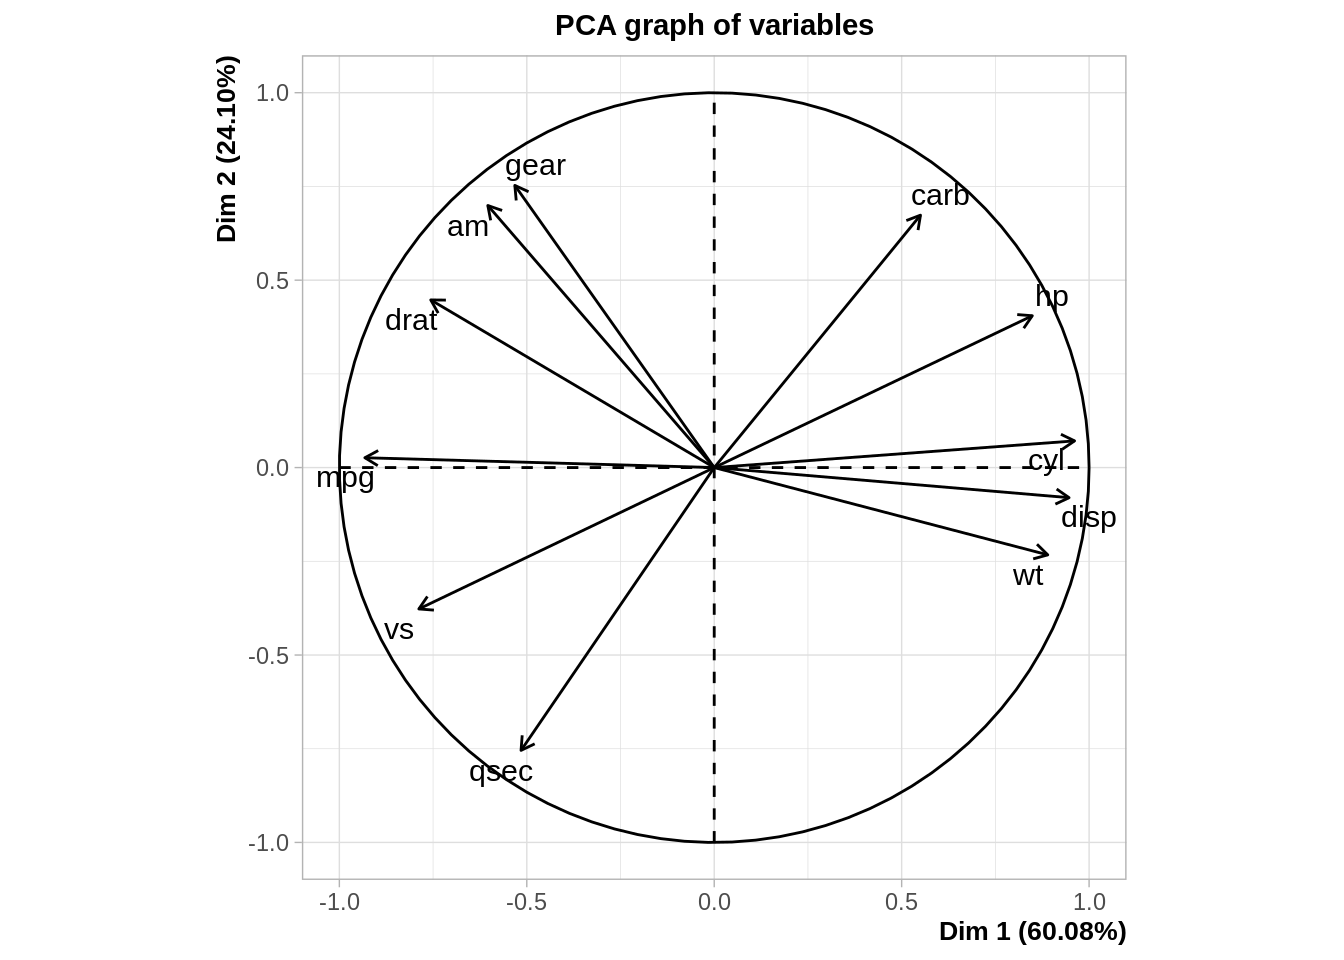 PCA graph of variables
Dim 2 (24.10%)
1.0
0.5
0.0
-0.5
-1.0
gear
carb
am
hp
drat
cyl
mpg
disp
wt
vs
qsec
-1.0
-0.5
0.0
0.5
1.0
Dim 1 (60.08%)